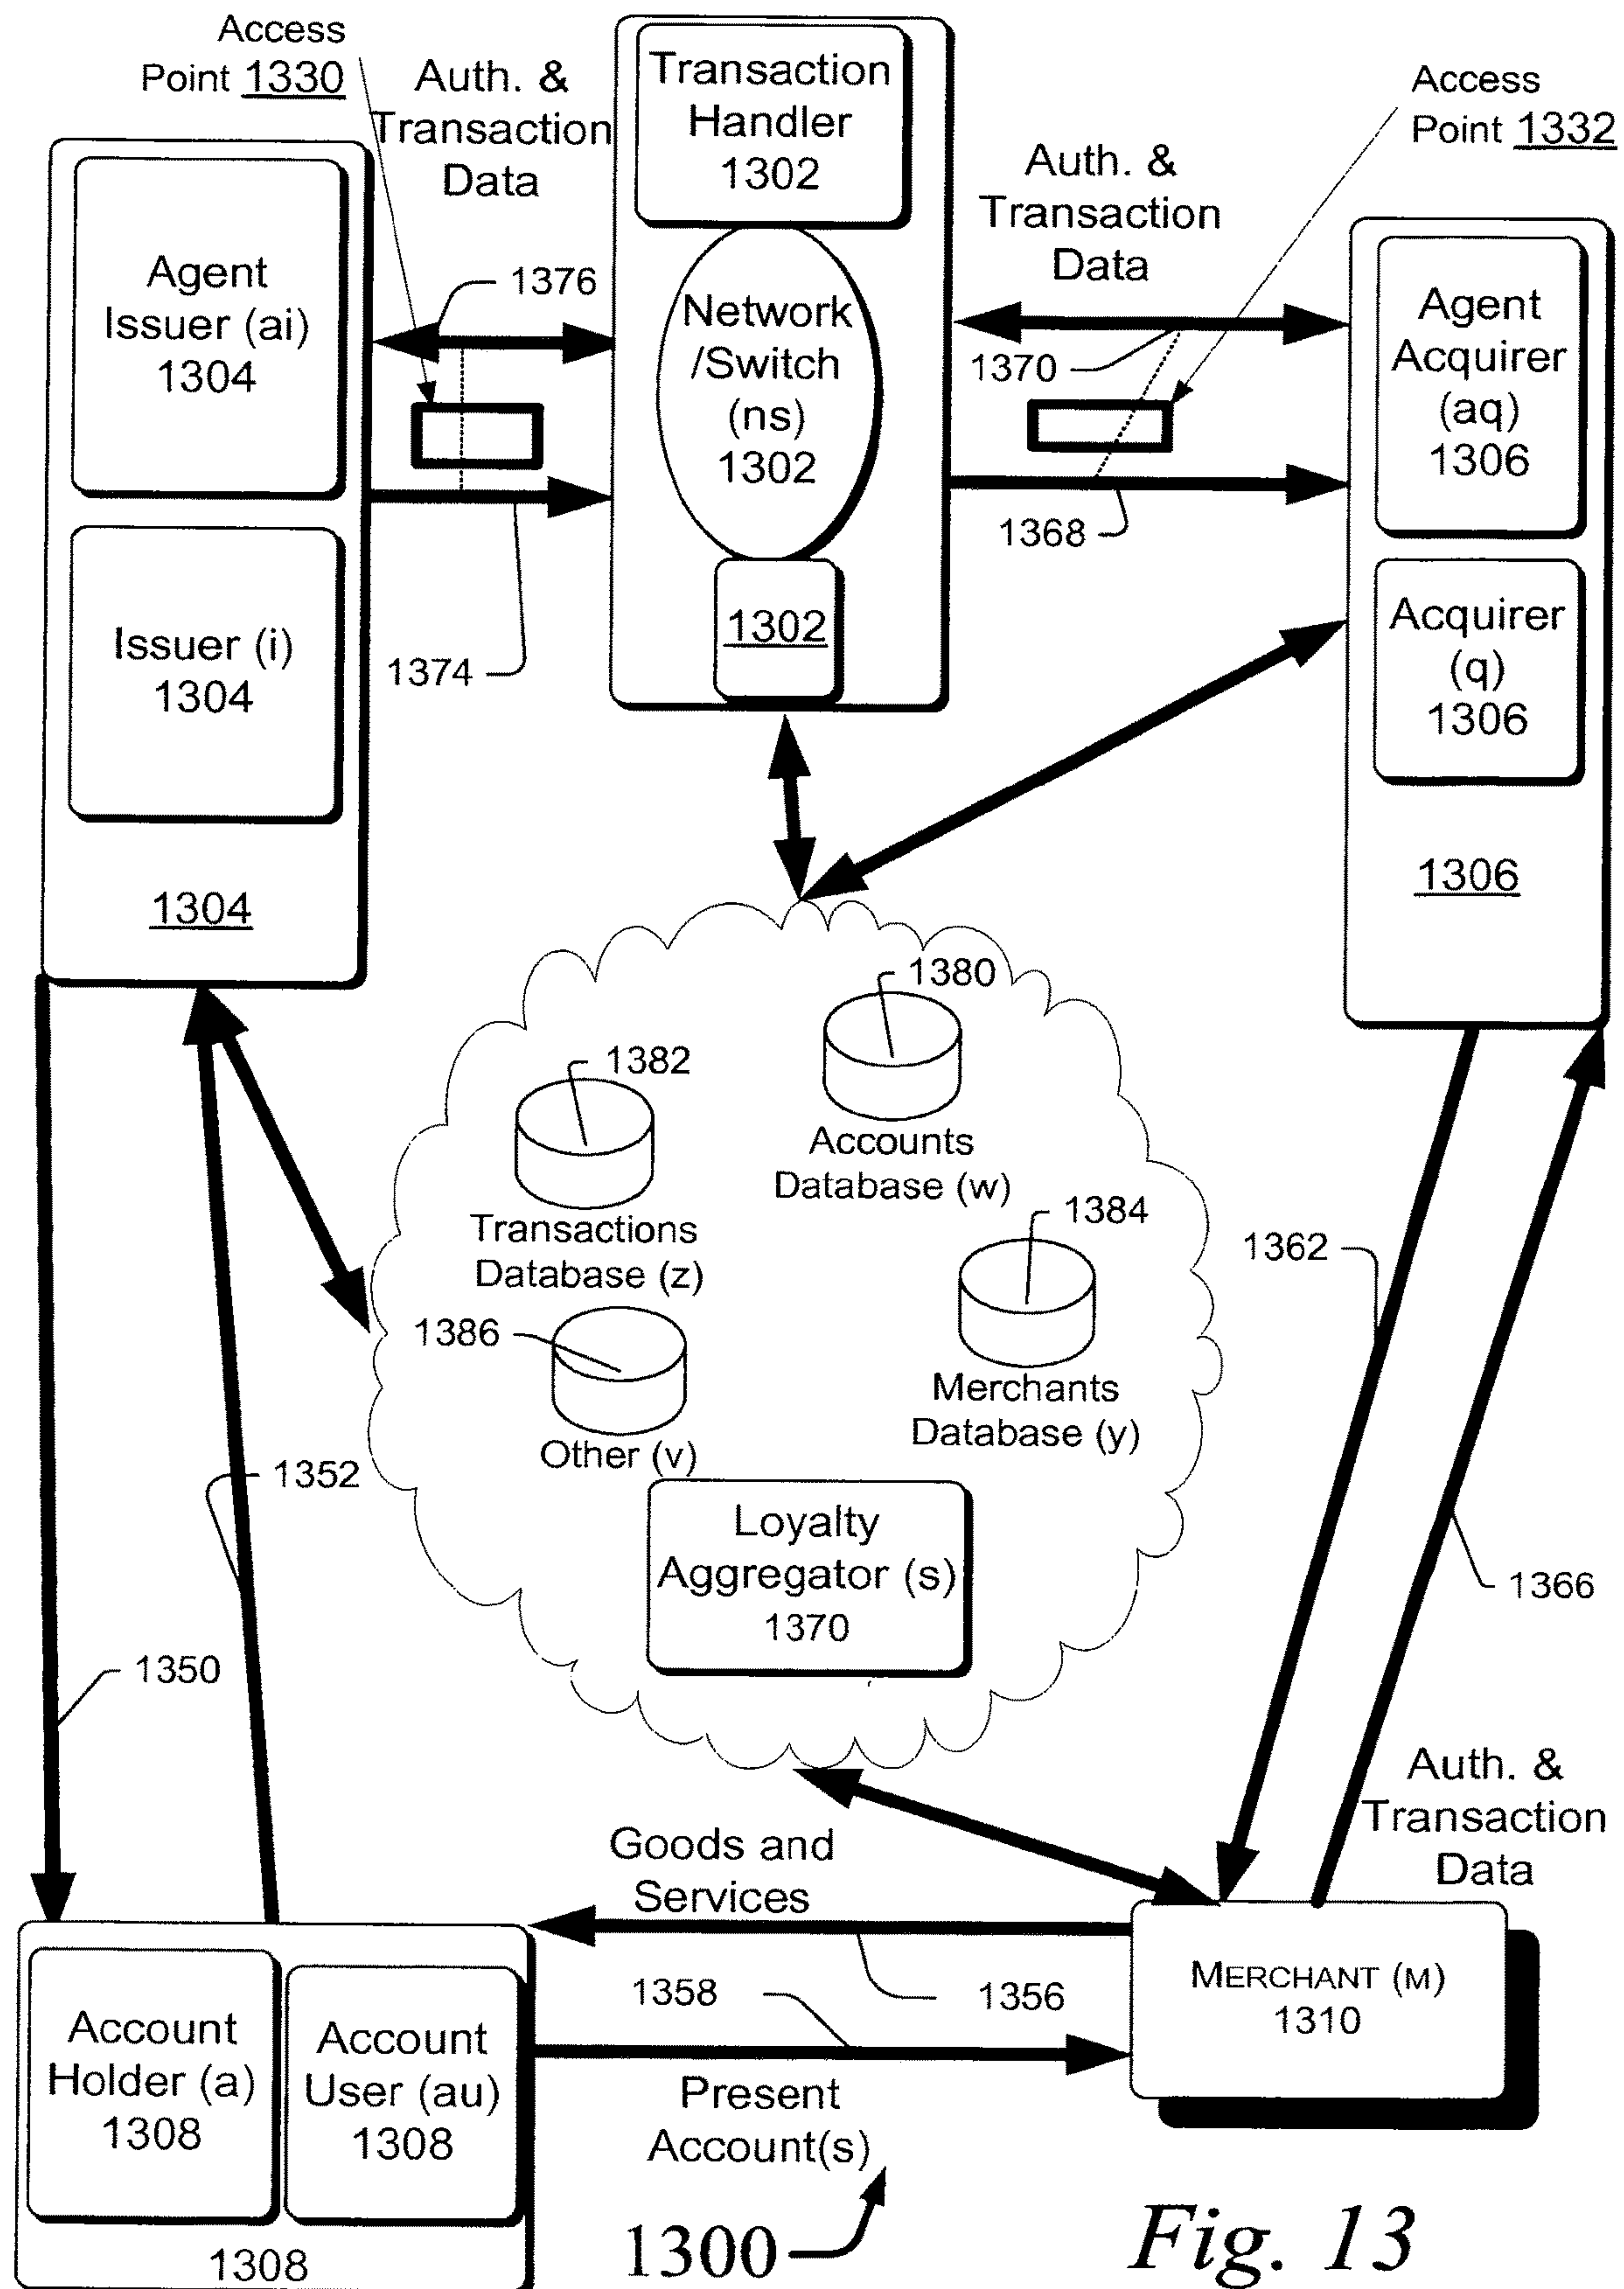 Access
Point 1330
Auth. &
Transaction
Data
Transaction
Handler
1302
Access
Point 1332
Auth. &
Transaction
Data
Agent
Issuer (ai)
1304
1376
Network
/Switch
(ns)
1302
1370
Agent
Acquirer
(aq)
1306
1368
Issuer (i)
1304
1374
1302
Acquirer
(q)
1306
1304
1306
1380
1382
Accounts
Database (w)
Transactions
Database (z)
1384
1362
1386
Merchants
Database (y)
Other (v)
1352
Loyalty
Aggregator (s)
1370
1366
1350
Auth. &
Transaction
Data
Goods and
Services
1358
1356
MERCHANT (M)
1310
Account
Holder (a)
1308
Account
User (au)
1308
Present
Account(s)
1308
1300
Fig. 13